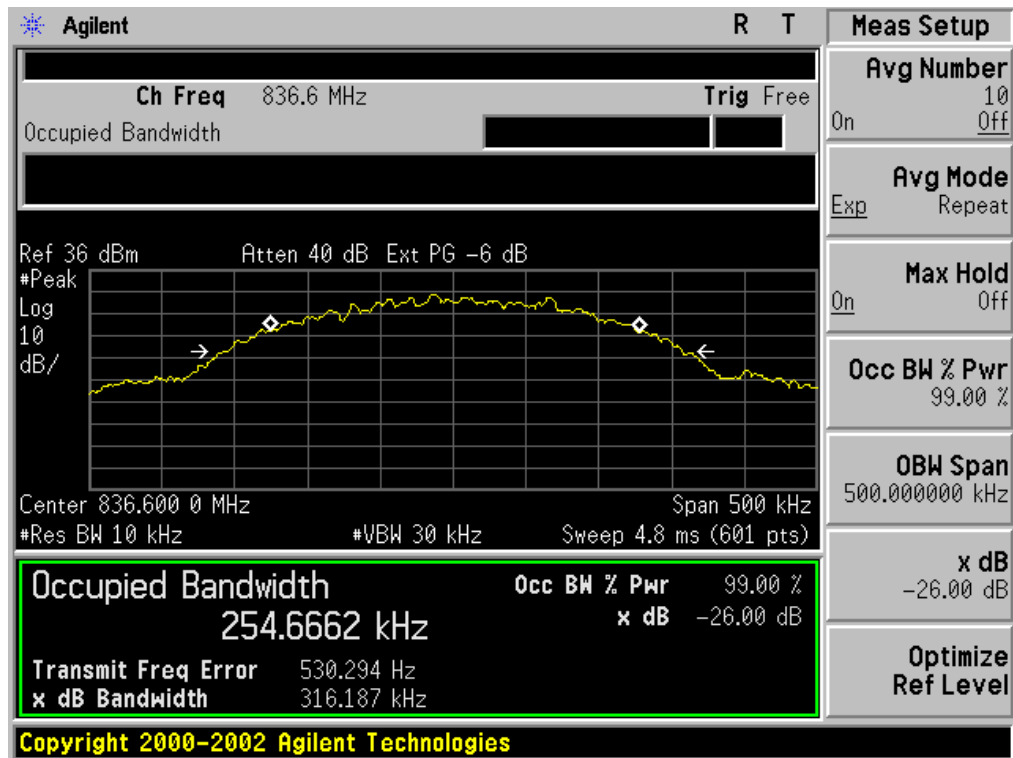 Agilent R T
Ch Freq 836.6 MHz Trig Free
Occupied Bandwidth
Ref 36 dBm Atten 40 dB Ext PG -6 dB
#Peak
Log
10
dB/
Center 836.600 0 MHz Span 500 kHz
#Res BW 10 kHz #VBW 30 kHz Sweep 4.8 ms (601 pts)
Occupied Bandwidth Occ BW % Pwr 99.00 %
254.6662 kHz x dB -26.00 dB
Transmit Freq Error 530.294 Hz
x dB Bandwidth 316.187 kHz
Copyright 2000-2002 Agilent Technologies
Meas Setup
Avg Number
10
On Off
Avg Mode
Exp Repeat
Max Hold
On Off
Occ BW % Pwr
99.00 %
OBW Span
500.000000 kHz
x dB
-26.00 dB
Optimize
Ref Level